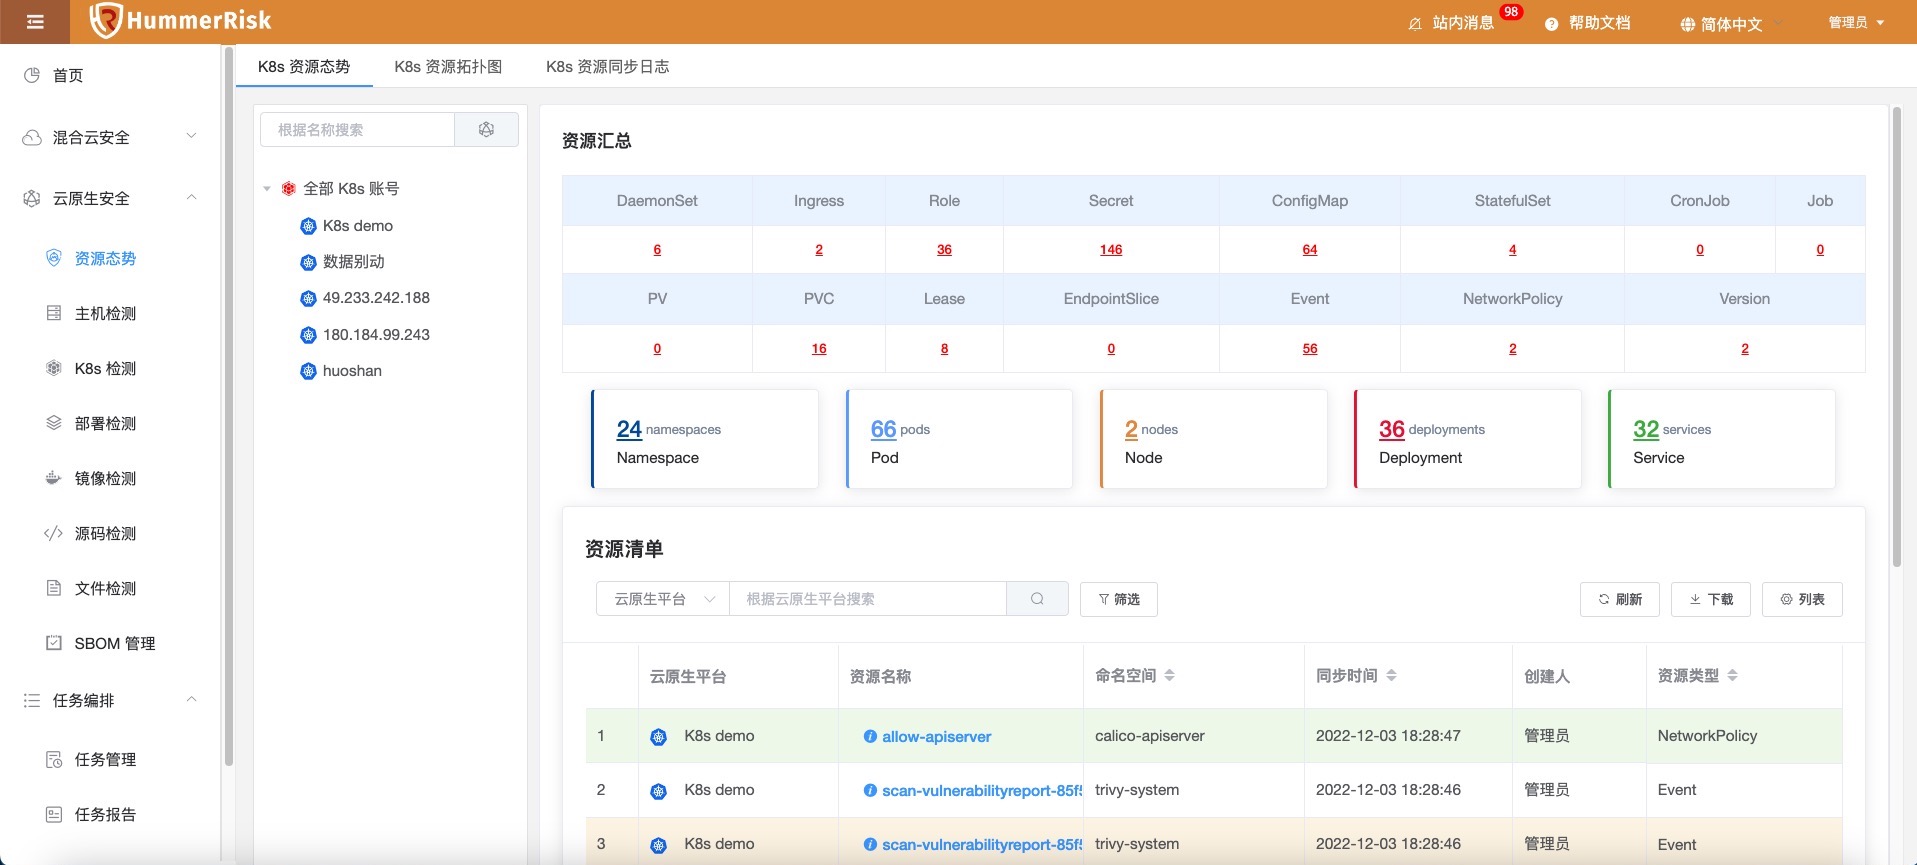 HummerRisk
站内消息 98 帮助文档 简体中文 管理员
首页
混合云安全
云原生安全
资源态势
主机检测
K8s 检测
部署检测
镜像检测
源码检测
文件检测
SBOM 管理
任务编排
任务管理
任务报告
K8s 资源态势 K8s 资源拓扑图 K8s 资源同步日志
根据名称搜索
全部 K8s 账号
K8s demo
数据别动
49.233.242.188
180.184.99.243
huoshan
资源汇总
DaemonSet Ingress Role Secret ConfigMap StatefulSet CronJob Job
6 2 36 146 64 4 0 0
PV PVC Lease EndpointSlice Event NetworkPolicy Version
0 16 8 0 56 2 2
24 namespaces
Namespace
66 pods
Pod
2 nodes
Node
36 deployments
Deployment
32 services
Service
资源清单
云原生平台 根据云原生平台搜索 筛选 刷新 下载 列表
云原生平台 资源名称 命名空间 同步时间 创建人 资源类型
1 K8s demo allow-apiserver calico-apiserver 2022-12-03 18:28:47 管理员 NetworkPolicy
2 K8s demo scan-vulnerabilityreport-85f5 trivy-system 2022-12-03 18:28:46 管理员 Event
3 K8s demo scan-vulnerabilityreport-85f5 trivy-system 2022-12-03 18:28:46 管理员 Event